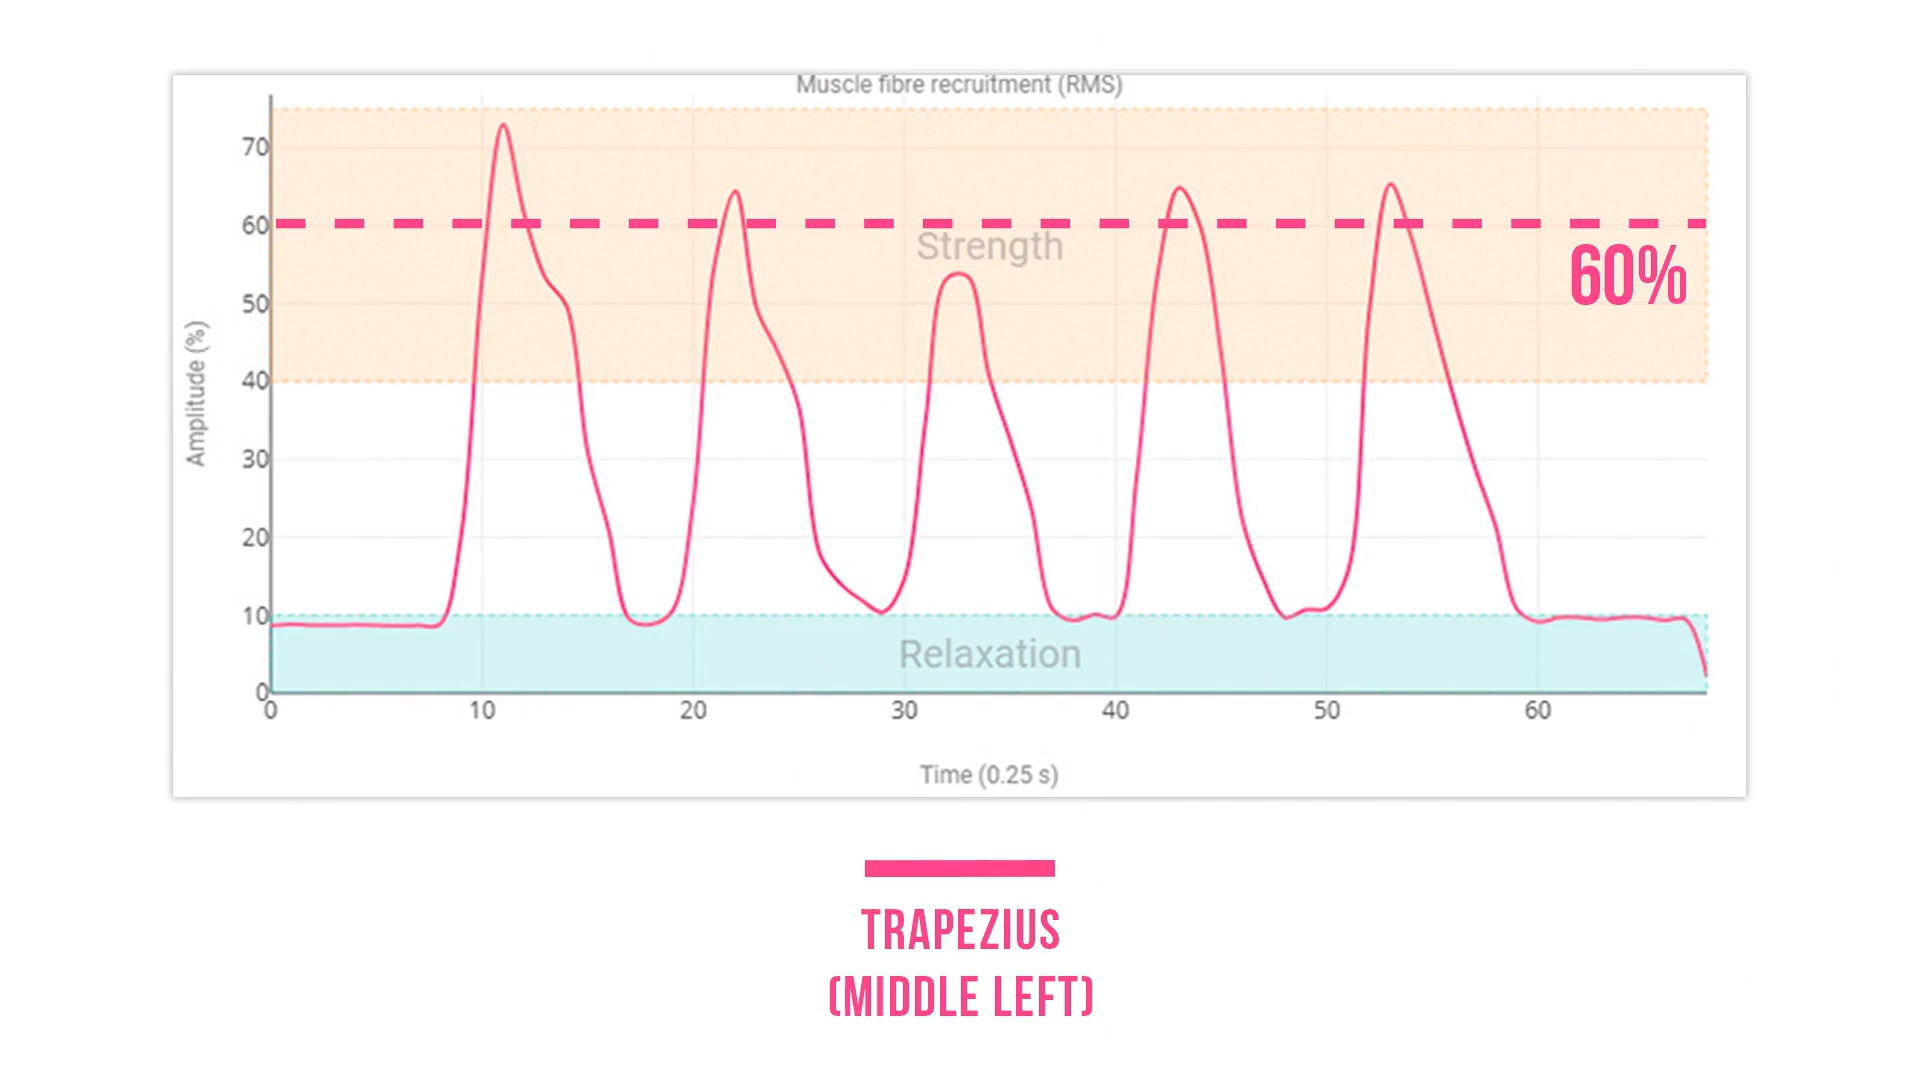 Muscle fibre recruitment (RMS)
70
60
50
40
30
20
10
0
Amplitude (%)
Strength
60%
Relaxation
0 10 20 30 40 50 60
Time (0.25 s)
TRAPEZIUS
(MIDDLE LEFT)